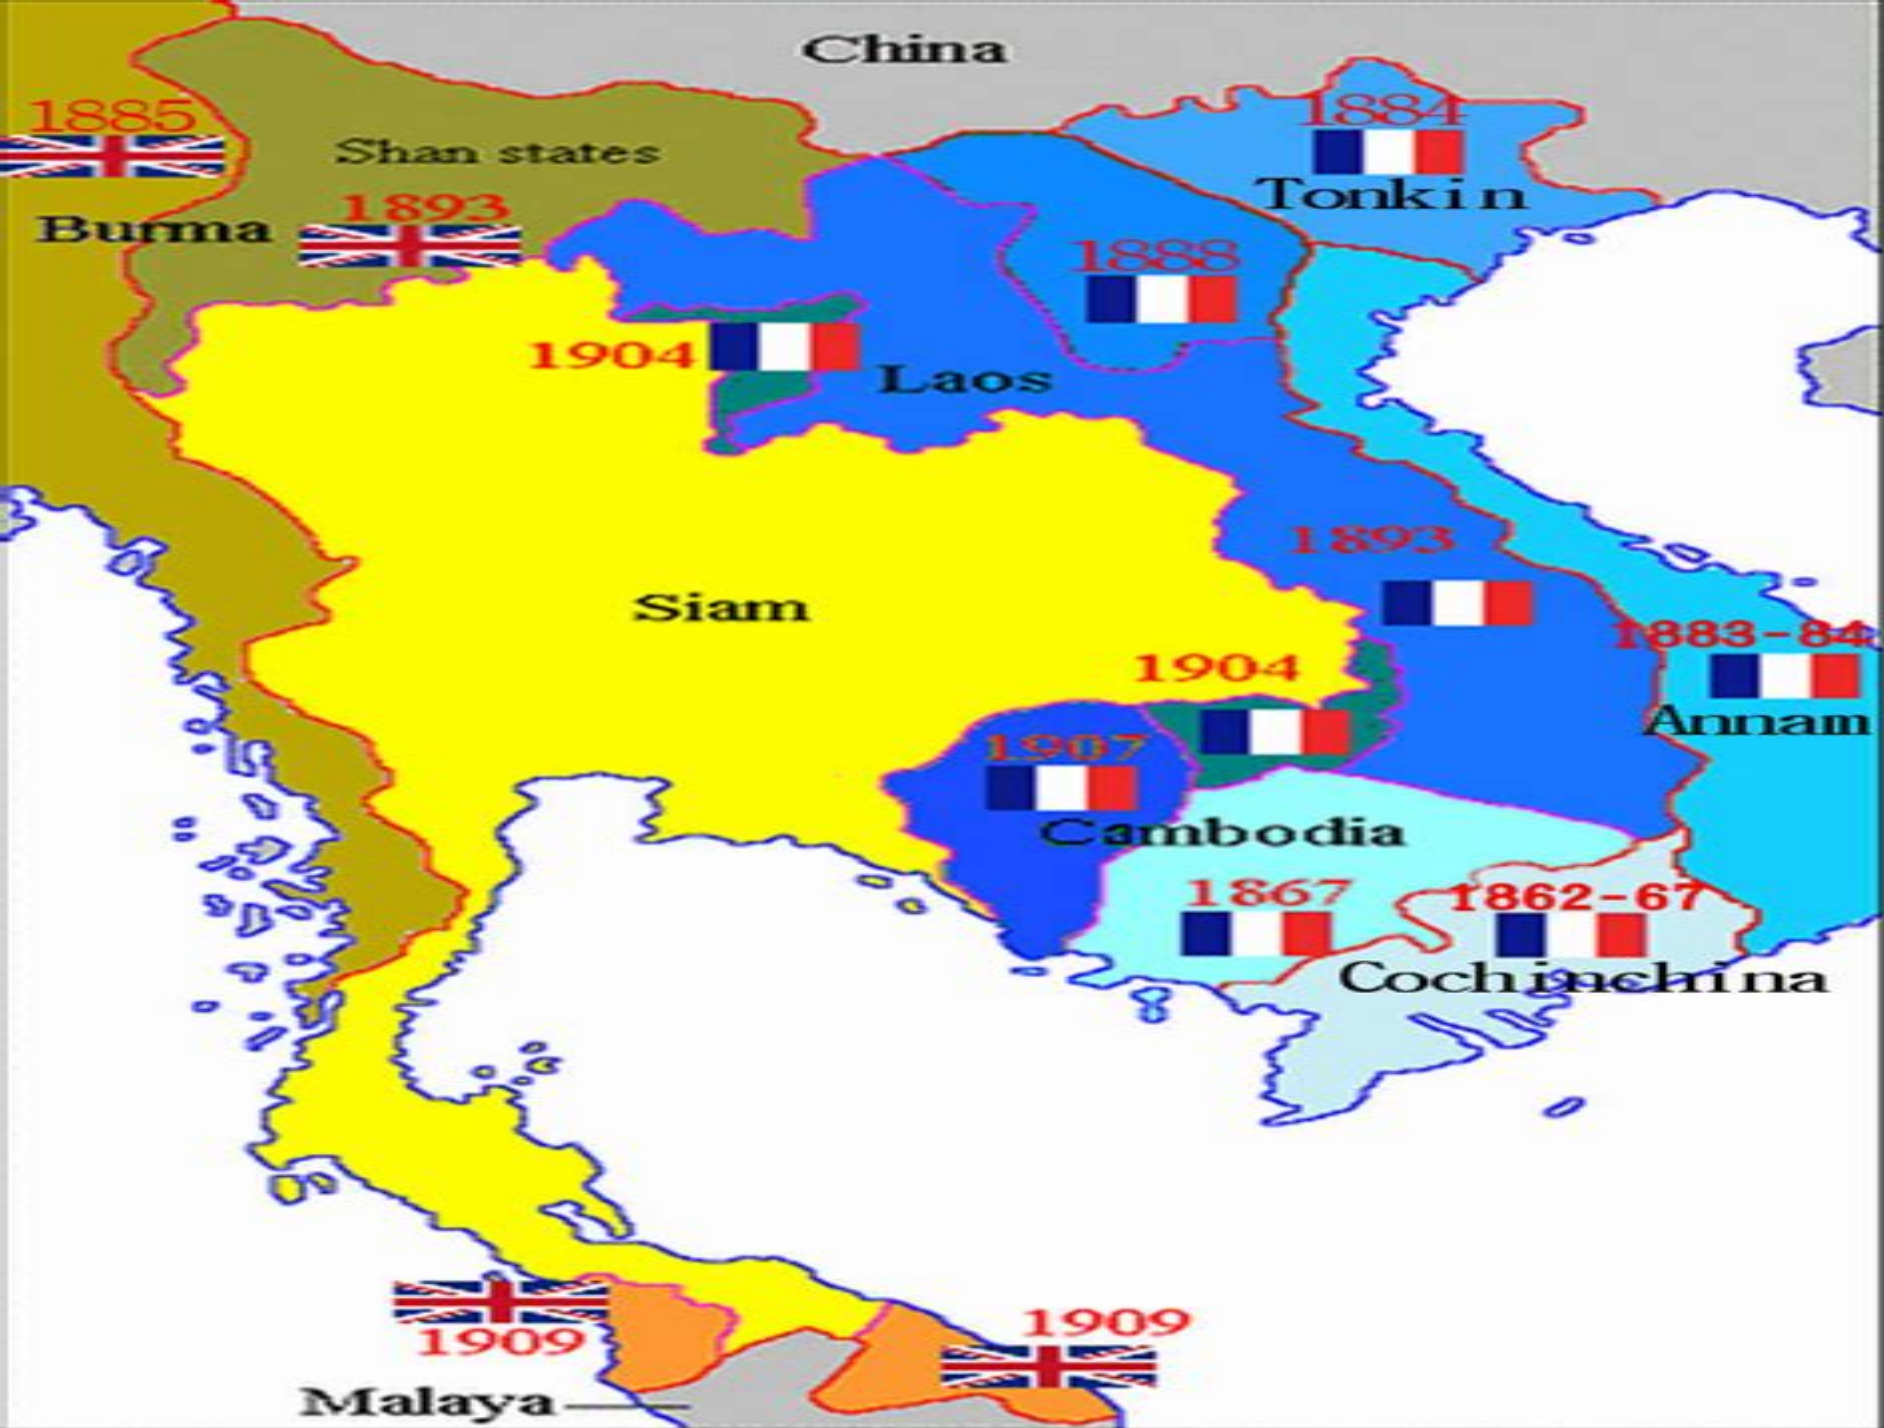 China
1884
1885
Shan states
Tonkin
1893
Burma
1888
1904
Laos
1893
Siam
1883-84
1904
Annam
1907
Cambodia
1867
1862-67
Cochinchina
1909
1909
Malaya